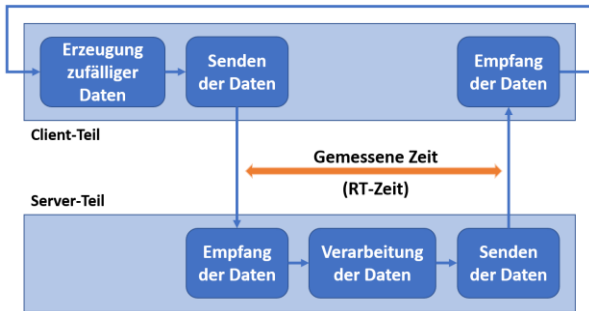 Erzeugung
zufälliger
Daten
Senden
der Daten
Empfang
der Daten
Client-Teil
Gemessene Zeit
(RT-Zeit)
Server-Teil
Empfang
der Daten
Verarbeitung
der Daten
Senden
der Daten